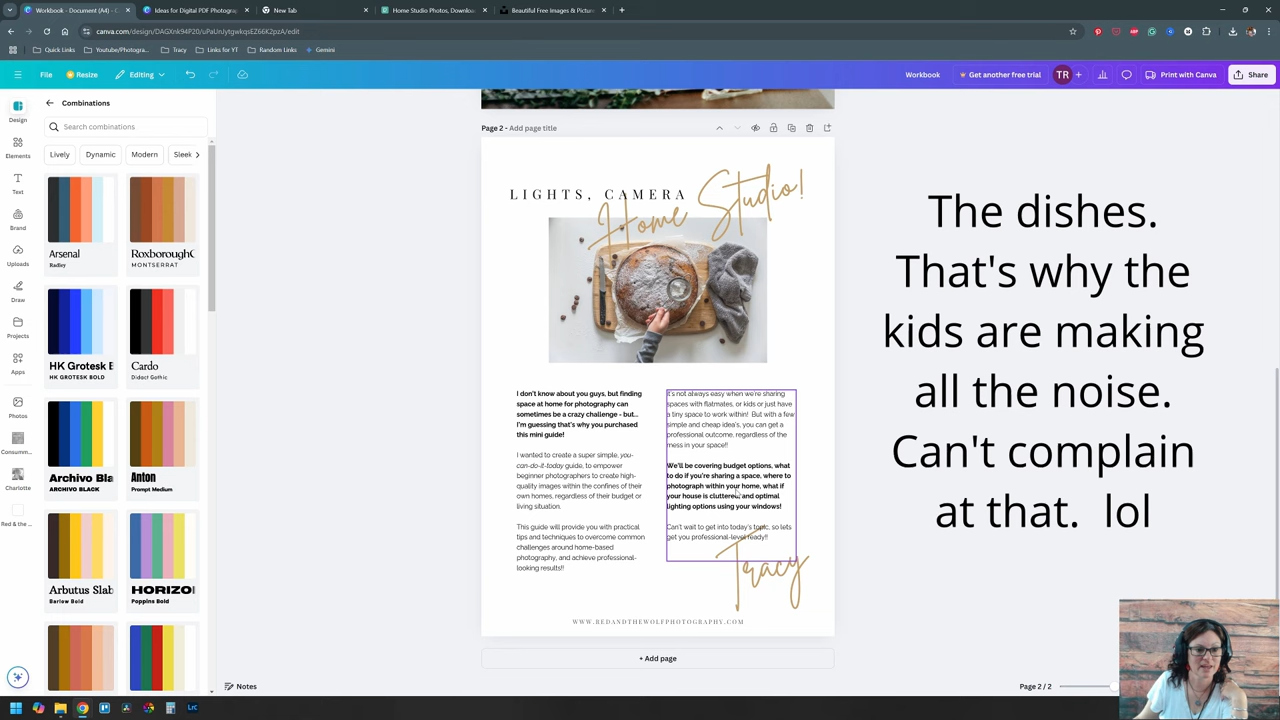 Workbook - Document (A4) - C
Ideas for Digital PDF Photogra
New Tab
Home Studio Photos, Downloa
Beautiful Free Images & Picture
canva.com/design/DAGXnk94P20/uPaUnJytgwkqsEZ66K2pzA/edit
Quick Links
Youtube/Photogra...
Tracy
Links for YT
Random Links
Gemini
File
Resize
Editing
Workbook
Get another free trial
TR
Print with Canva
Share
Design
Elements
Text
Brand
Uploads
Draw
Projects
Apps
Photos
Consumm...
Charlotte
Red & the ...
Combinations
Search combinations
Lively
Dynamic
Modern
Sleek
Arsenal
Radley
Roxborough
MONTSERRAT
HK Grotesk B
HK GROTESK BOLD
Cardo
Didact Gothic
Archivo Bla
ARCHIVO BLACK
Anton
Prompt Medium
Arbutus Slab
Barlow Bold
HORIZO
Poppins Bold
Page 2 - Add page title
LIGHTS, CAMERA
Home Studio!
I don't know about you guys, but finding
space at home for photography can
sometimes be a crazy challenge - but...
I'm guessing that's why you purchased
this mini guide!
I wanted to create a super simple, you-
can-do-it-today guide, to empower
beginner photographers to create high-
quality images within the confines of their
own homes, regardless of their budget or
living situation.
This guide will provide you with practical
tips and techniques to overcome common
challenges around home-based
photography, and achieve professional-
looking results!!
It's not always easy when we're sharing
spaces with flatmates, or kids or just have
a tiny space to work within! But with a few
simple and cheap idea's, you can get a
professional outcome, regardless of the
mess in your space!!
We'll be covering budget options, what
to do if you're sharing a space, where to
photograph within your home, what if
your house is cluttered, and optimal
lighting options using your windows!
Can't wait to get into today's topic, so lets
get you professional-level ready!!
Tracy
WWW.REDANDTHEWOLFPHOTOGRAPHY.COM
+ Add page
Notes
Page 2 / 2
The dishes.
That's why the
kids are making
all the noise.
Can't complain
at that. lol
Lrc